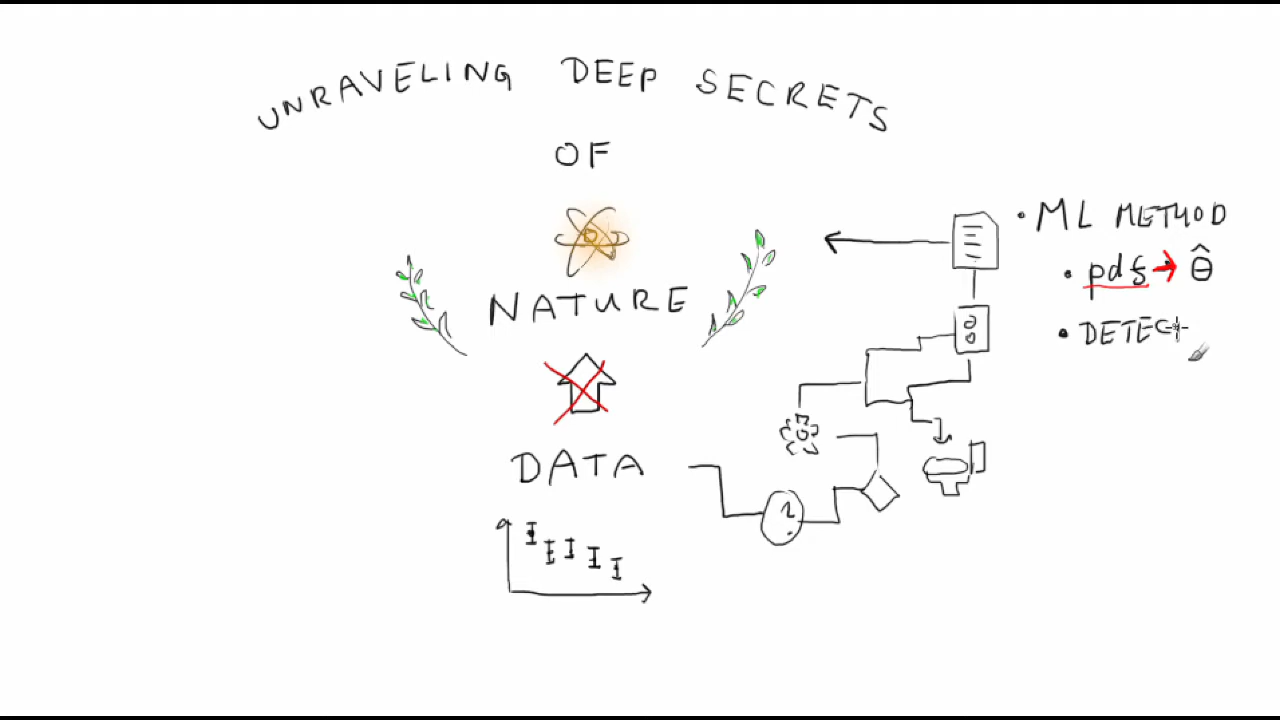 UNRAVELING DEEP SECRETS
OF
NATURE
DATA
• ML METHOD
• pdf → θ̂
• DETECT